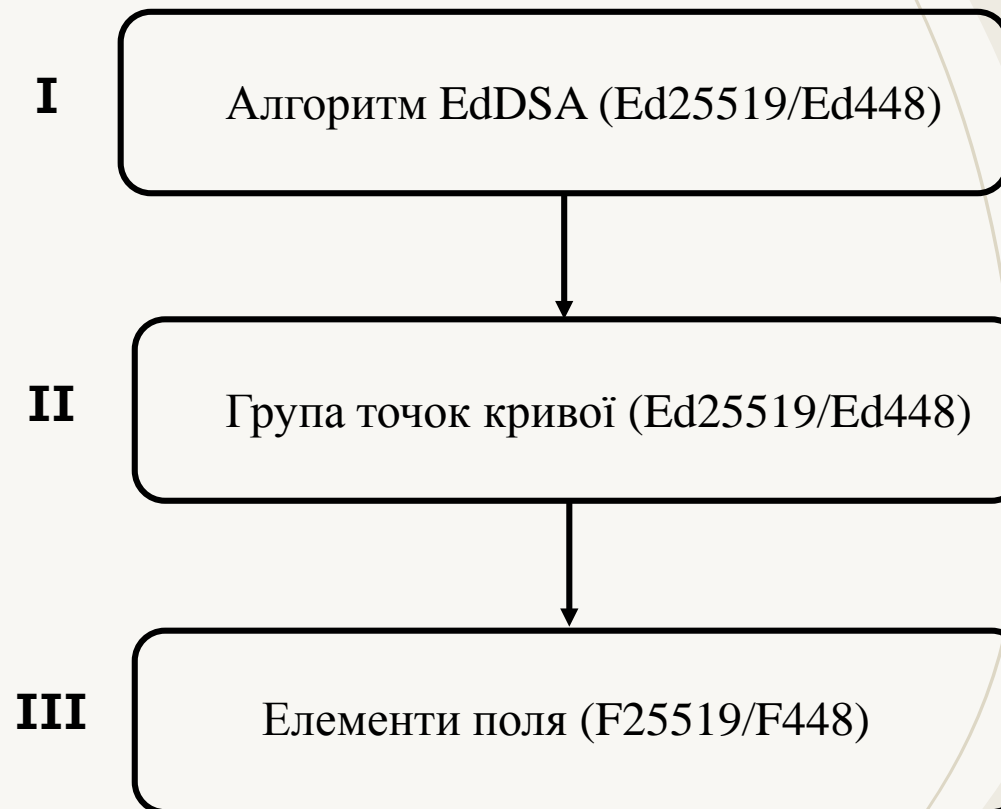 I
Алгоритм EdDSA (Ed25519/Ed448)
II
Група точок кривої (Ed25519/Ed448)
III
Елементи поля (F25519/F448)